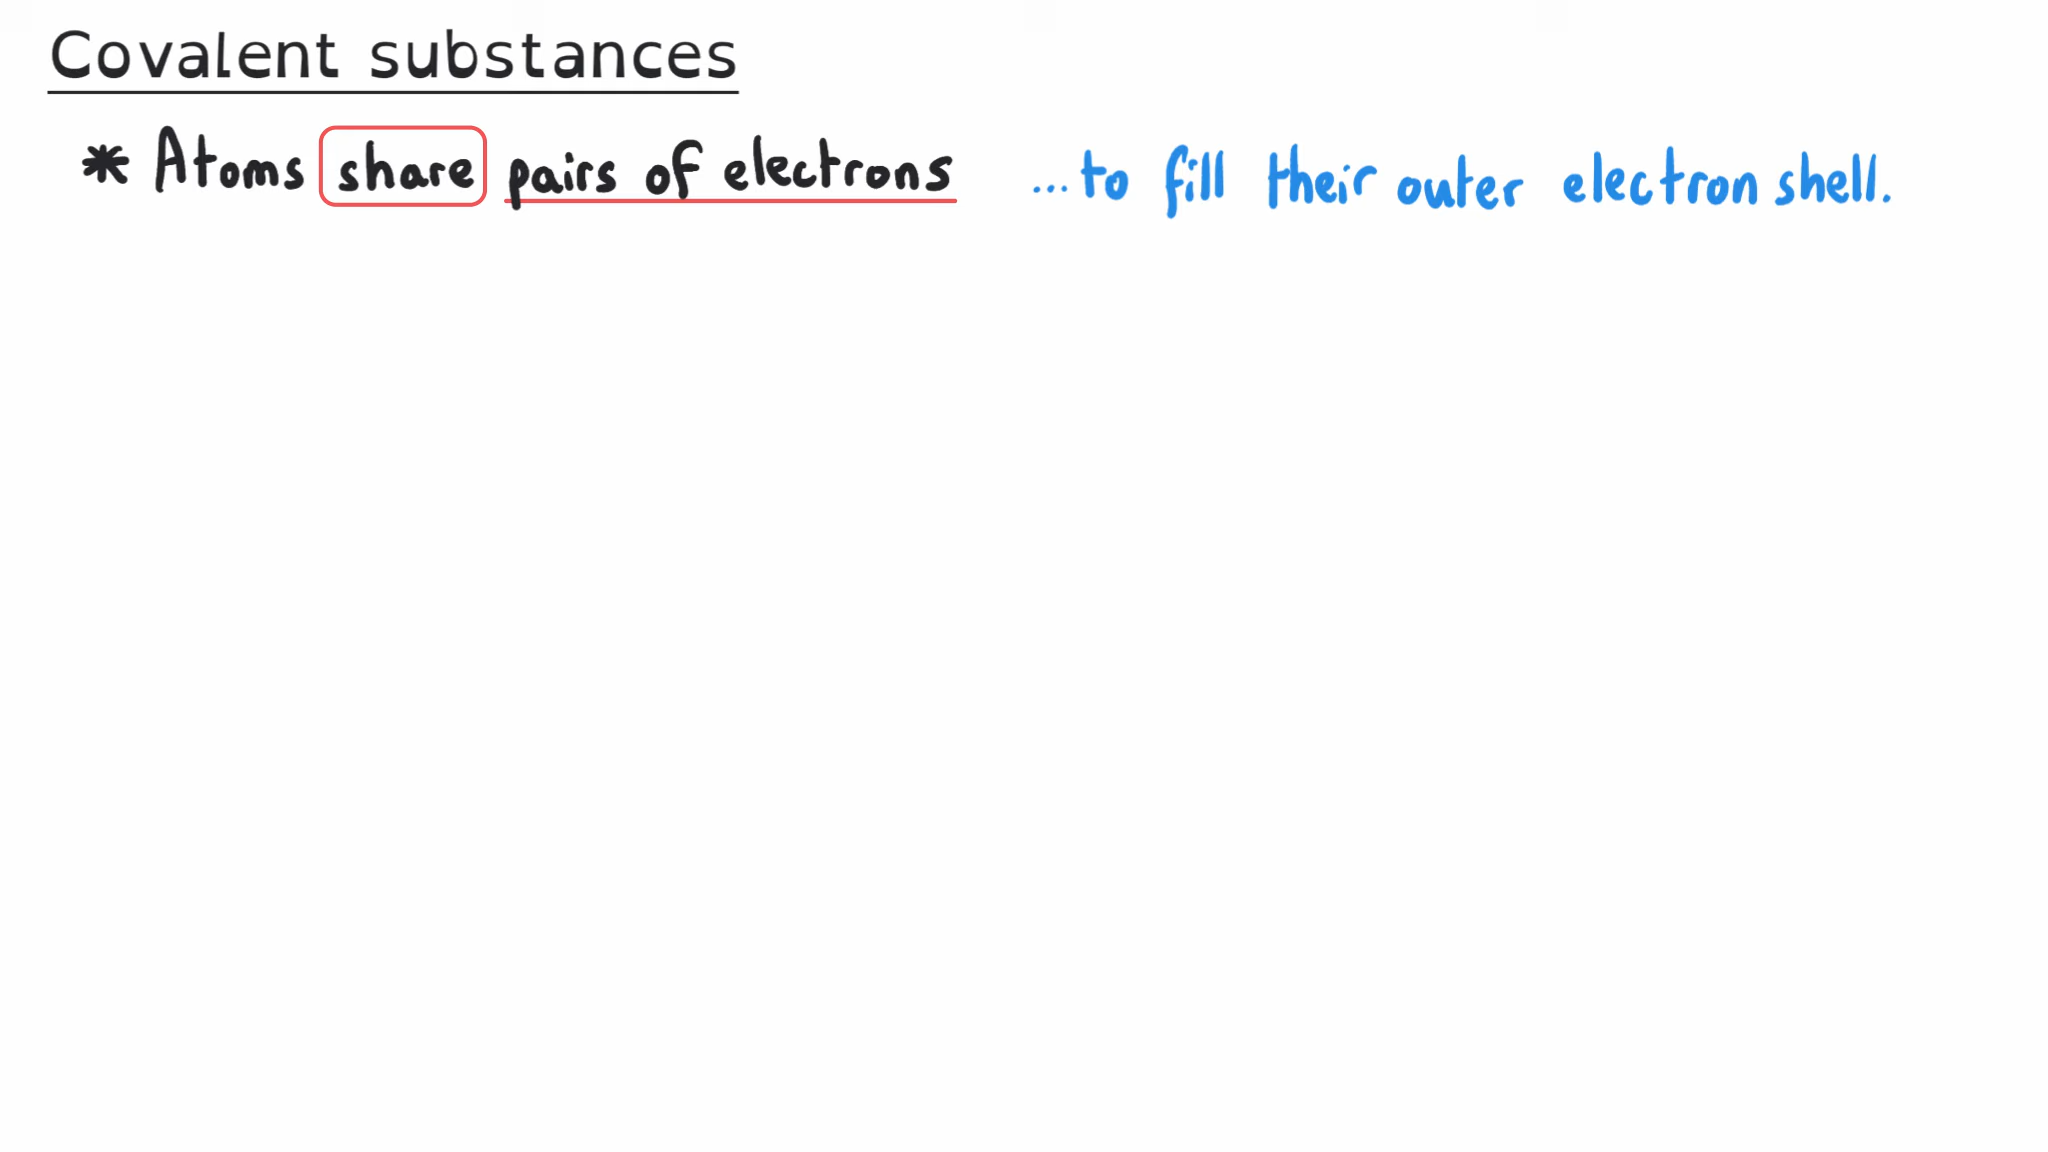 Covalent substances
* Atoms share pairs of electrons ...to fill their outer electron shell.